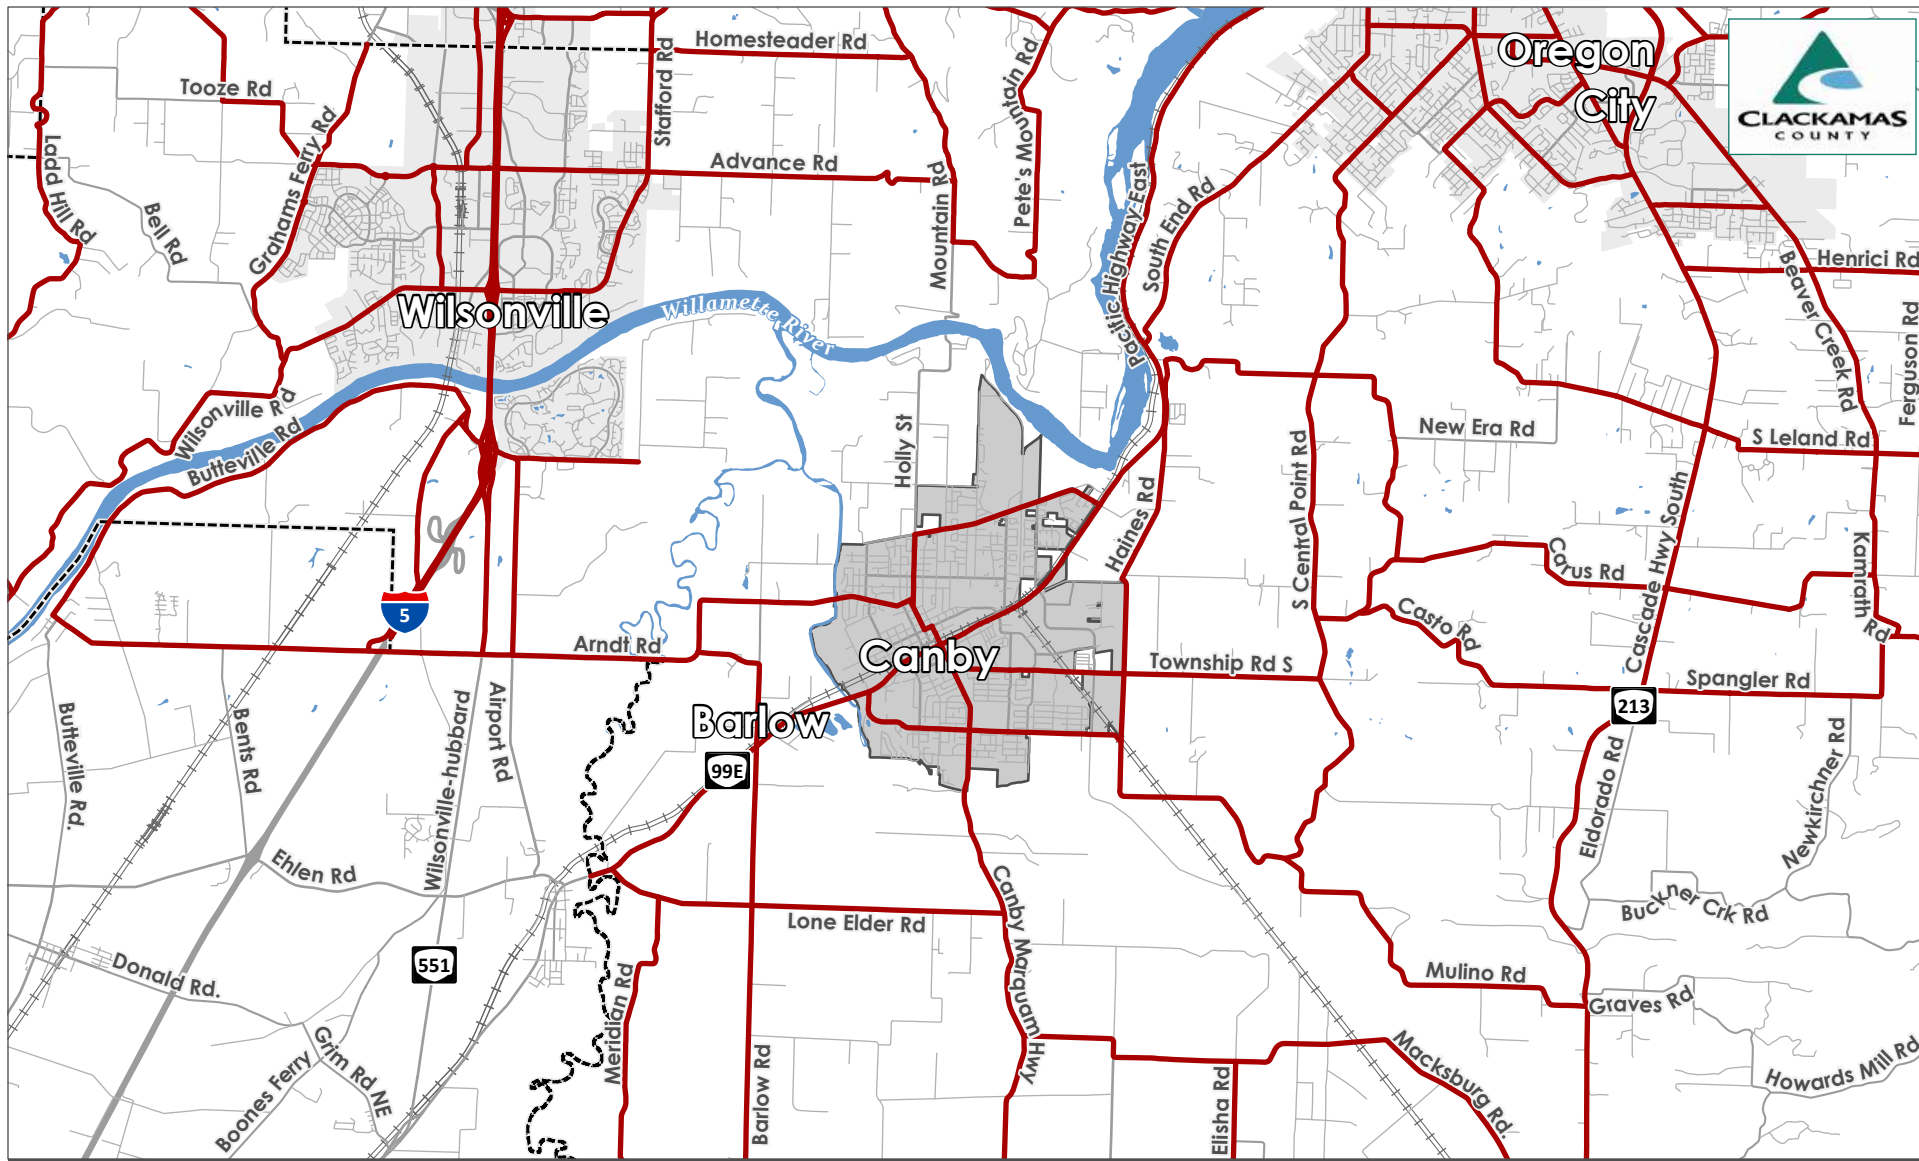 Homesteader Rd
Stafford Rd
Pete's Mountain Rd
Oregon
City
CLACKAMAS
COUNTY
Tooze Rd
Grahams Ferry Rd
Ladd Hill Rd
Bell Rd
Advance Rd
Mountain Rd
Pacific Highway East
South End Rd
Henrici Rd
Beaver Creek Rd
Ferguson Rd
Wilsonville
Willamette River
Wilsonville Rd
Butteville Rd
Holly St
New Era Rd
S Leland Rd
S Central Point Rd
Haines Rd
Cascade Hwy South
Carus Rd
Kamrath Rd
Casto Rd
5
Arndt Rd
Canby
Township Rd S
Spangler Rd
213
Barlow
99E
Butteville Rd.
Bents Rd
Wilsonville-hubbard
Airport Rd
Eldorado Rd
Newkirchner Rd
Ehlen Rd
Buckner Crk Rd
Lone Elder Rd
Canby Marquam Hwy
551
Donald Rd.
Mulino Rd
Graves Rd
Meridian Rd
Grim Rd NE
Boones Ferry
Barlow Rd
Elisha Rd
Macksburg Rd.
Howards Mill Rd